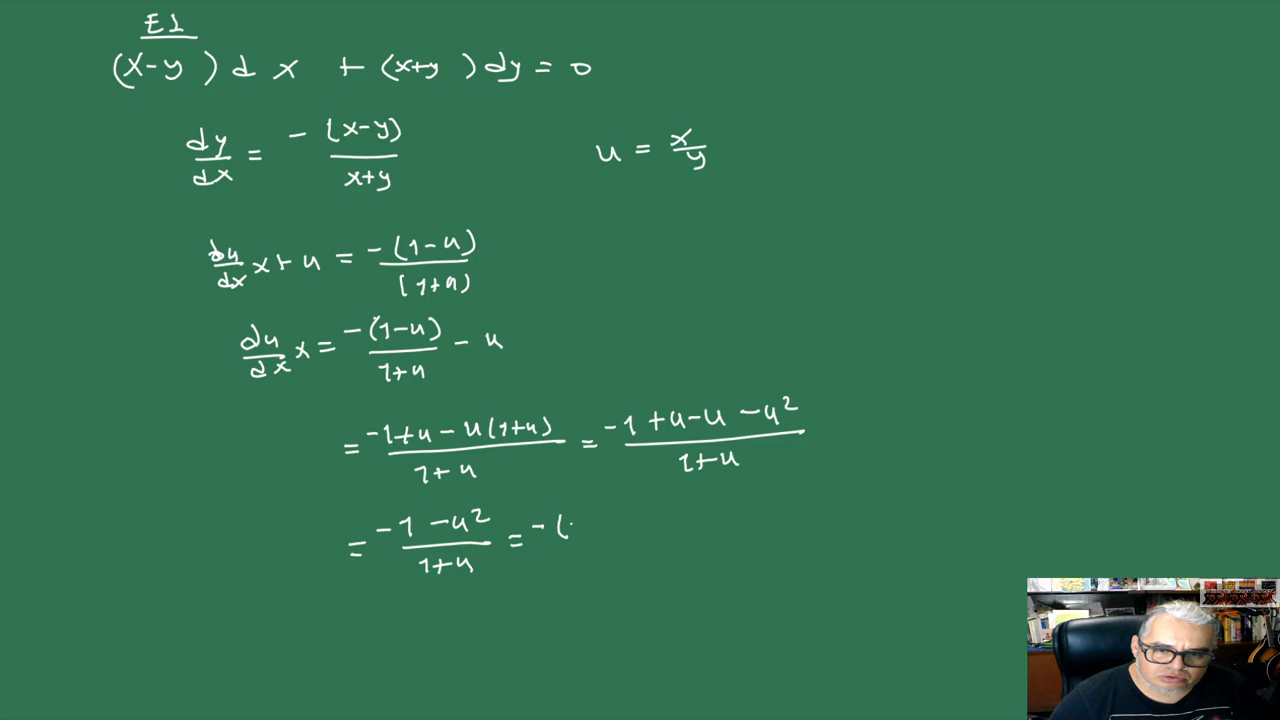 E1
(x-y) dx + (x+y) dy = 0
dy/dx = -(x-y)/(x+y)    u = x/y
du/dx x + u = -(1-u)/(1+u)
du/dx x = -(1-u)/(1+u) - u
= (-1+u-u(1+u))/(1+u) = (-1+u-u-u²)/(1+u)
= (-1-u²)/(1+u) = -(